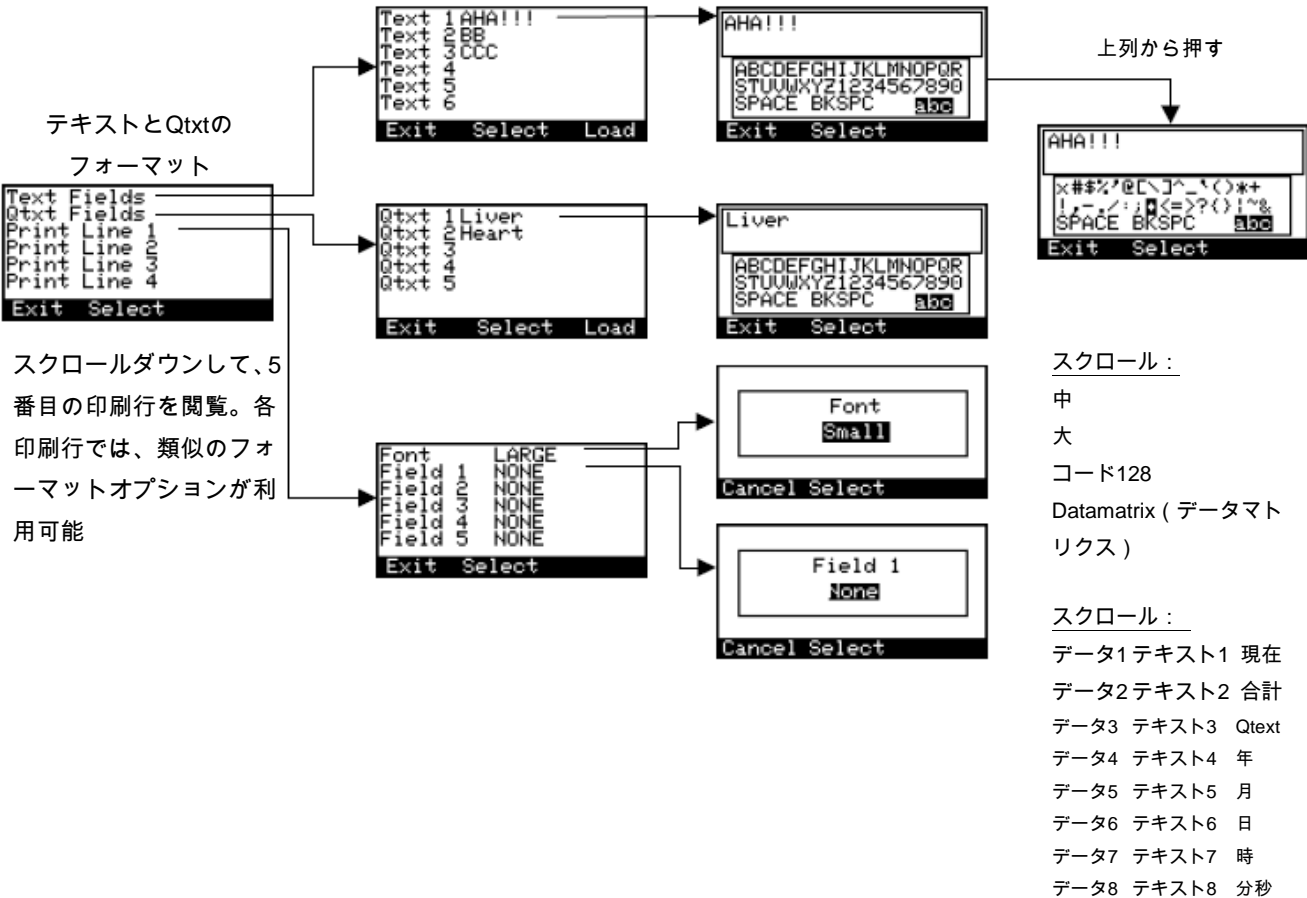 テキストとQtxtの
フォーマット
Text Fields
Qtxt Fields
Print Line 1
Print Line 2
Print Line 3
Print Line 4
Exit Select
スクロールダウンして、5
番目の印刷行を閲覧。各
印刷行では、類似のフォ
ーマットオプションが利
用可能
Text 1 AHA!!!
Text 2 BB
Text 3 CCC
Text 4
Text 5
Text 6
Exit Select Load
AHA!!!
ABCDEFGHIJKLMNOPQR
STUVWXYZ1234567890
SPACE BKSPC abc
Exit Select
上列から押す
AHA!!!
SPACE BKSPC abc
Exit Select
Qtxt 1 Liver
Qtxt 2 Heart
Qtxt 3
Qtxt 4
Qtxt 5
Exit Select Load
Liver
ABCDEFGHIJKLMNOPQR
STUVWXYZ1234567890
SPACE BKSPC abc
Exit Select
Font LARGE
Field 1 NONE
Field 2 NONE
Field 3 NONE
Field 4 NONE
Field 5 NONE
Exit Select
Font
Small
Cancel Select
Field 1
None
Cancel Select
スクロール：
中
大
コード128
Datamatrix（データマト
リクス）
スクロール：
データ1 テキスト1 現在
データ2 テキスト2 合計
データ3 テキスト3 Qtext
データ4 テキスト4 年
データ5 テキスト5 月
データ6 テキスト6 日
データ7 テキスト7 時
データ8 テキスト8 分秒